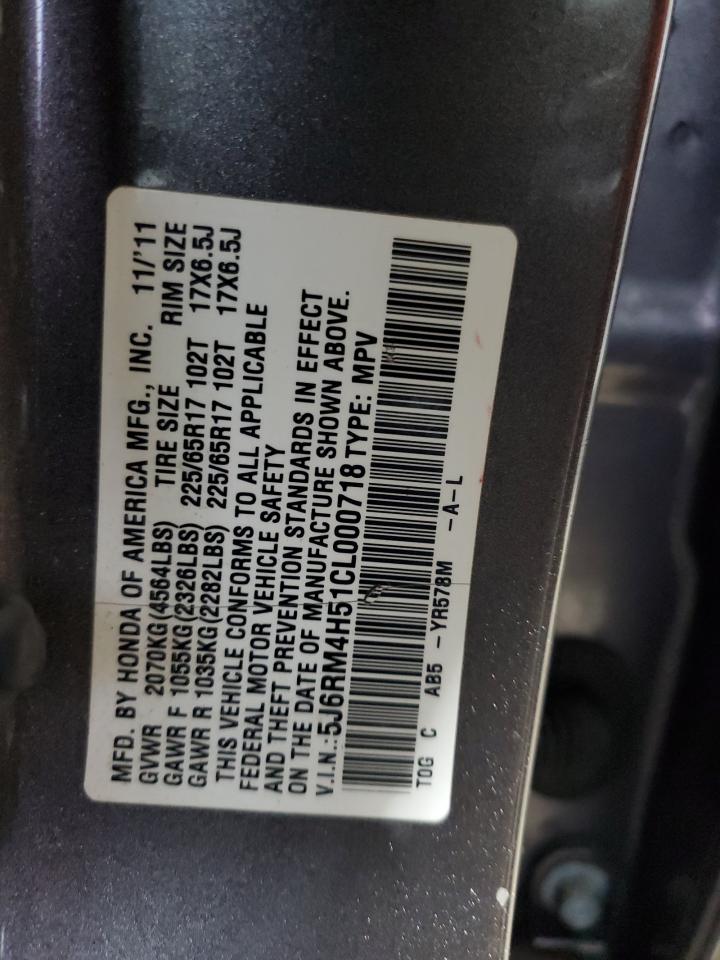 MFD. BY HONDA OF AMERICA MFG., INC. 11/'11
GVWR 2070KG(4564LBS) TIRE SIZE RIM SIZE
GAWR F 1055KG(2326LBS) 225/65R17 102T 17X6.5J
GAWR R 1035KG(2282LBS) 225/65R17 102T 17X6.5J
THIS VEHICLE CONFORMS TO ALL APPLICABLE
FEDERAL MOTOR VEHICLE SAFETY
AND THEFT PREVENTION STANDARDS IN EFFECT
ON THE DATE OF MANUFACTURE SHOWN ABOVE.
V.I.N.:5J6RM4H51CL000718 TYPE: MPV
TOG C AB5 - YR578M -A-L